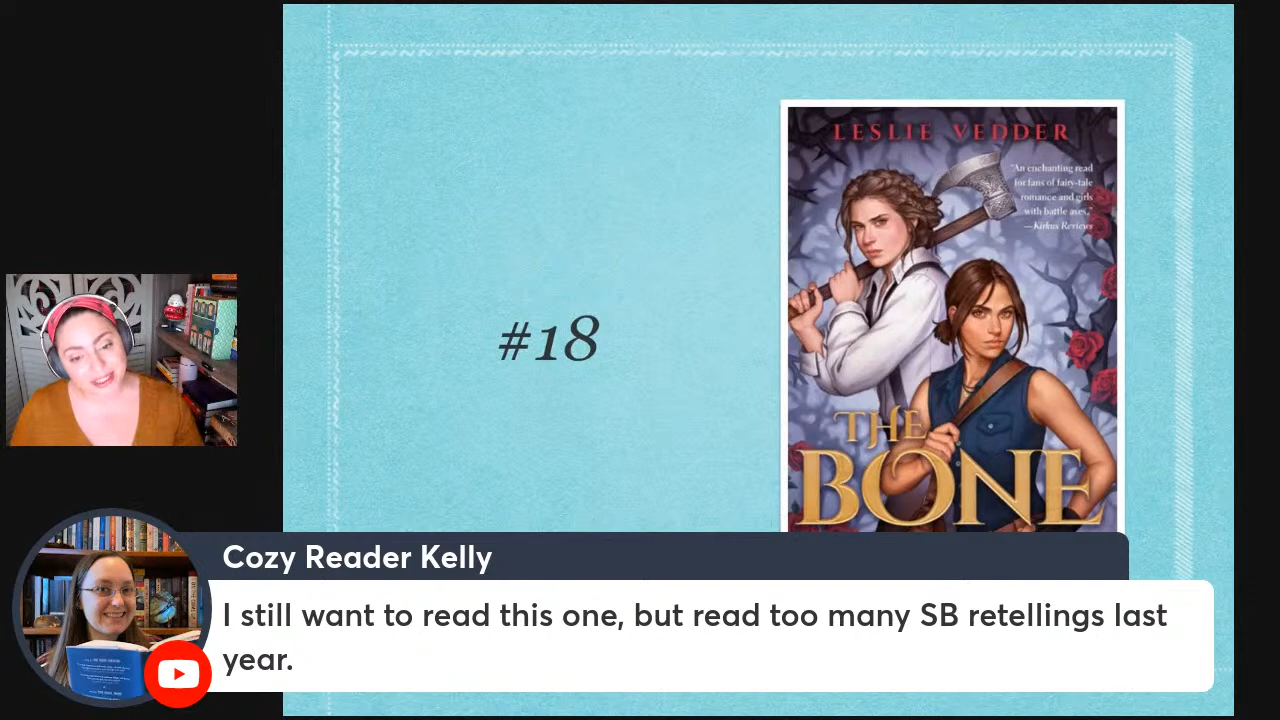 LESLIE VEDDER
"An enchanting read
for fans of fairy-tale
romance and girls
with battle axes."
—Kirkus Reviews
#18
THE
BONE
Cozy Reader Kelly
I still want to read this one, but read too many SB retellings last
year.